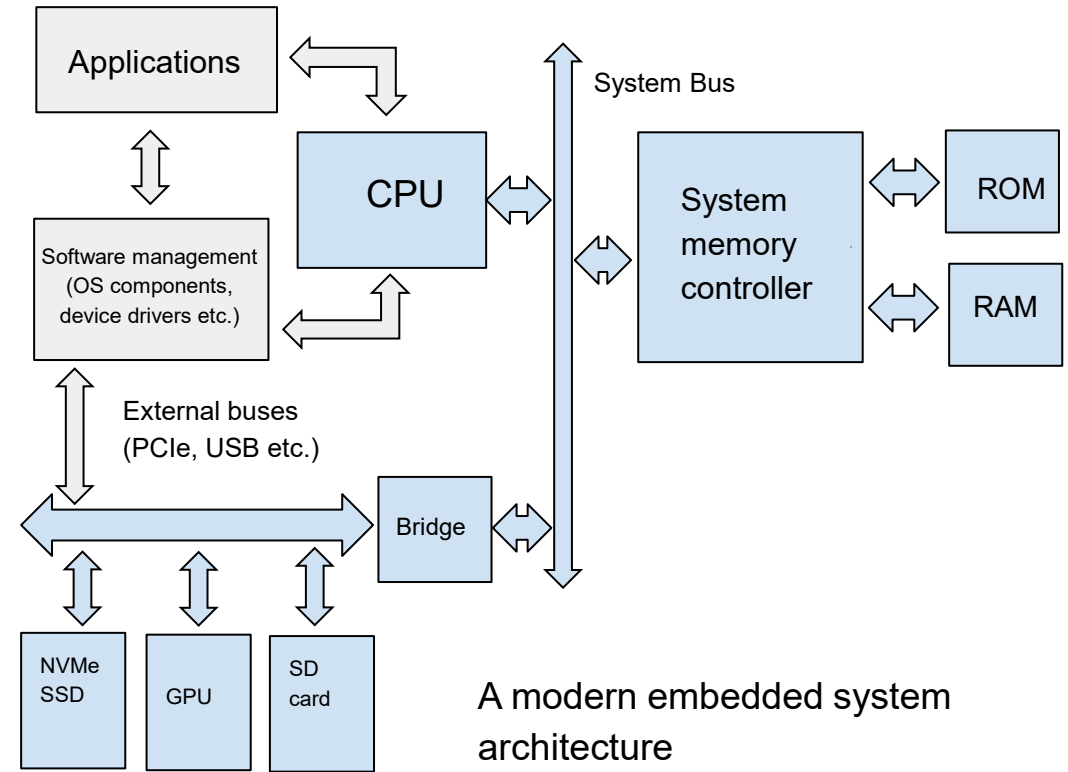 Applications
System Bus
CPU
System
memory
controller
ROM
RAM
Software management
(OS components,
device drivers etc.)
External buses
(PCIe, USB etc.)
Bridge
NVMe
SSD
GPU
SD
card
A modern embedded system
architecture